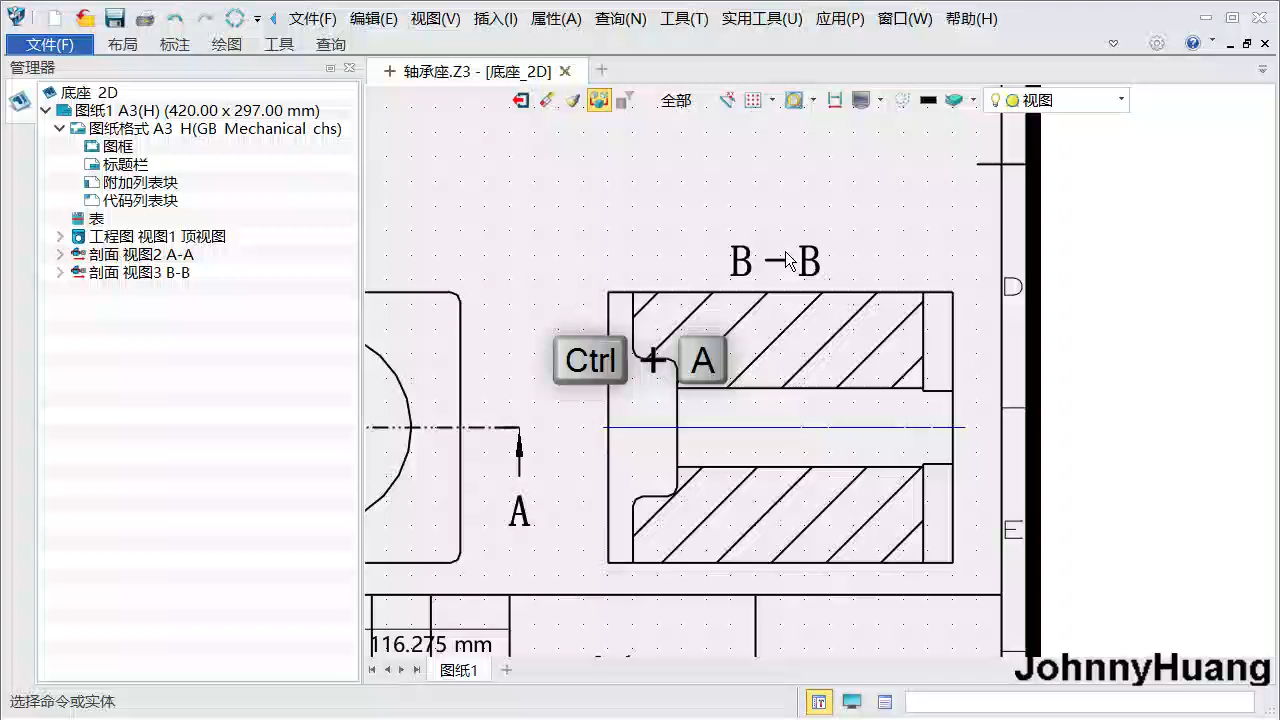 文件(F) 编辑(E) 视图(V) 插入(I) 属性(A) 查询(N) 工具(T) 实用工具(U) 应用(P) 窗口(W) 帮助(H)
文件(F) 布局 标注 绘图 工具 查询
管理器
轴承座.Z3 - [底座_2D]
底座_2D
图纸1 A3(H) (420.00 x 297.00 mm)
图纸格式 A3_H(GB_Mechanical_chs)
图框
标题栏
附加列表块
代码列表块
表
工程图 视图1 顶视图
剖面 视图2 A-A
剖面 视图3 B-B
全部
视图
B-B
D
Ctrl + A
A
E
116.275 mm
图纸1
JohnnyHuang
选择命令或实体